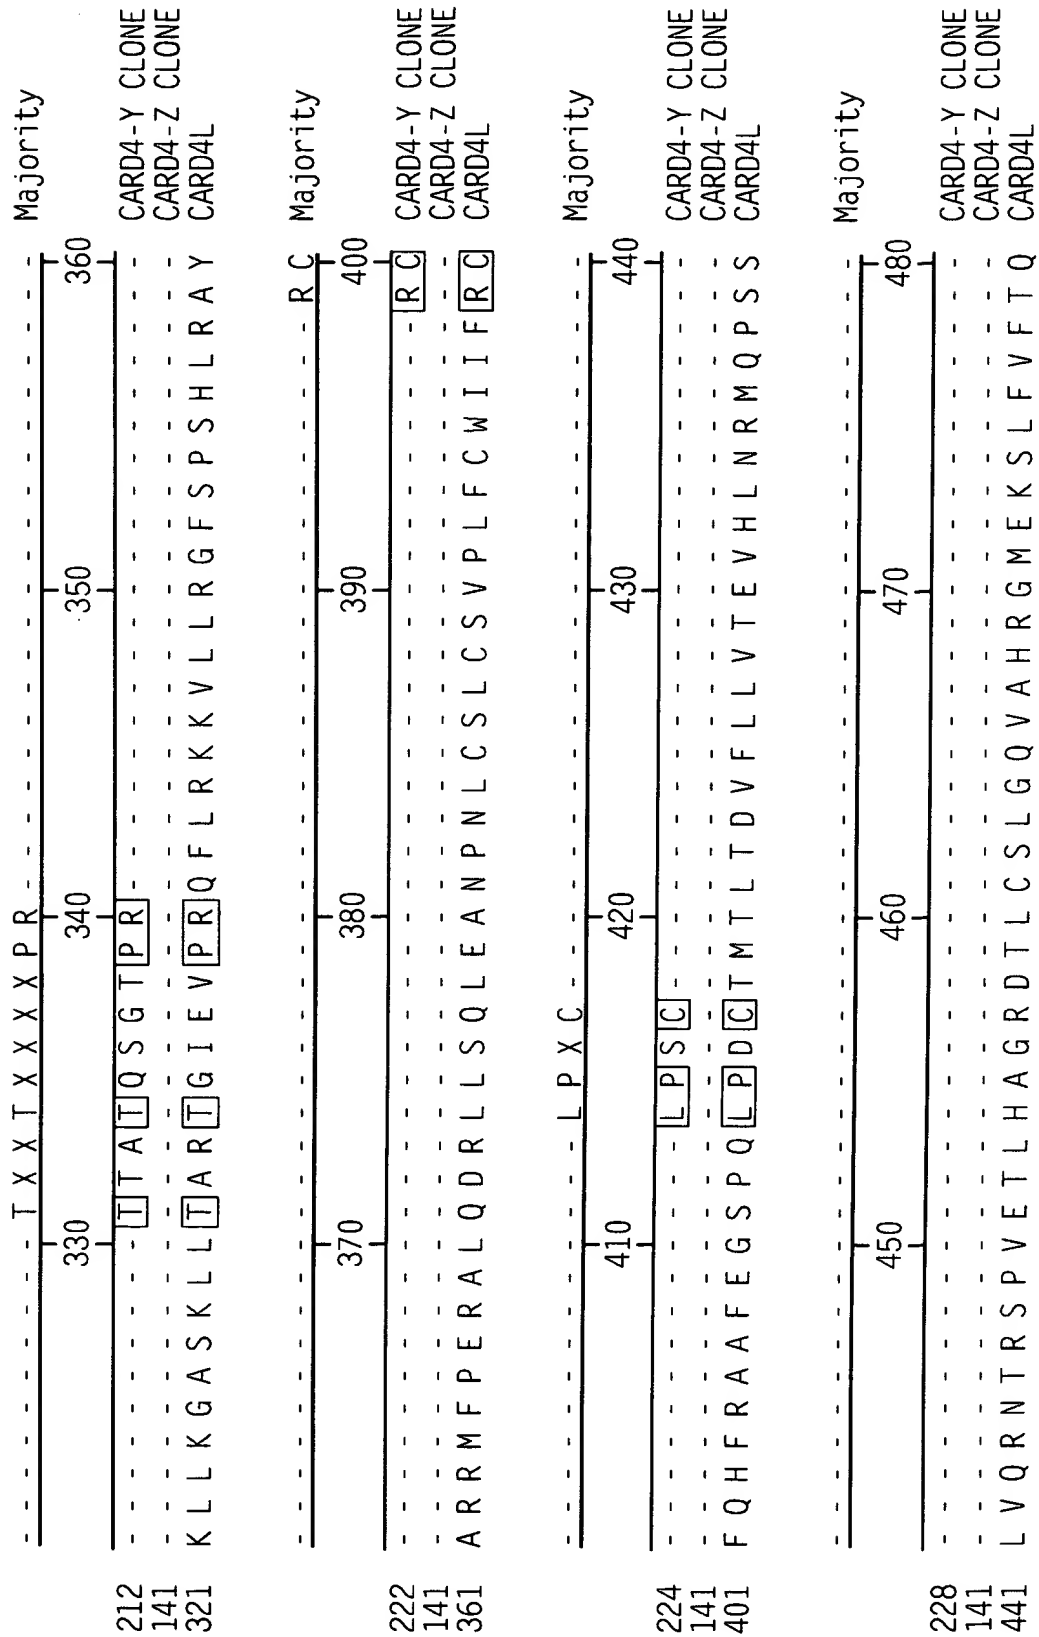 - - - - - - - - - - T X X T X X X X P R - - - - - - - - - - - - - - - - - - - - Majority
330 340 350 360
212 - - - - - - - - - - T T A T Q S G T P R - - - - - - - - - - - - - - - - - - - - CARD4-Y CLONE
141 - - - - - - - - - - - - - - - - - - - - - - - - - - - - - - - - - - - - - - - - CARD4-Z CLONE
321 K L L K G A S K L L T A R T G I E V P R Q F L R K K V L L R G F S P S H L R A Y CARD4L
- - - - - - - - - - - - - - - - - - - - - - - - - - - - - - - - - - - - - - R C Majority
370 380 390 400
222 - - - - - - - - - - - - - - - - - - - - - - - - - - - - - - - - - - - - - - R C CARD4-Y CLONE
141 - - - - - - - - - - - - - - - - - - - - - - - - - - - - - - - - - - - - - - - - CARD4-Z CLONE
361 A R R M F P E R A L Q D R L L S Q L E A N P N L C S L C S V P L F C W I I F R C CARD4L
- - - - - - - - - - - - - L P X C - - - - - - - - - - - - - - - - - - - - - - - Majority
410 420 430 440
224 - - - - - - - - - - - - - L P S C - - - - - - - - - - - - - - - - - - - - - - - CARD4-Y CLONE
141 - - - - - - - - - - - - - - - - - - - - - - - - - - - - - - - - - - - - - - - - CARD4-Z CLONE
401 F Q H F R A A F E G S P Q L P D C T M T L T D V F L L V T E V H L N R M Q P S S CARD4L
- - - - - - - - - - - - - - - - - - - - - - - - - - - - - - - - - - - - - - - - Majority
450 460 470 480
228 - - - - - - - - - - - - - - - - - - - - - - - - - - - - - - - - - - - - - - - - CARD4-Y CLONE
141 - - - - - - - - - - - - - - - - - - - - - - - - - - - - - - - - - - - - - - - - CARD4-Z CLONE
441 L V Q R N T R S P V E T L H A G R D T L C S L G Q V A H R G M E K S L F V F T Q CARD4L